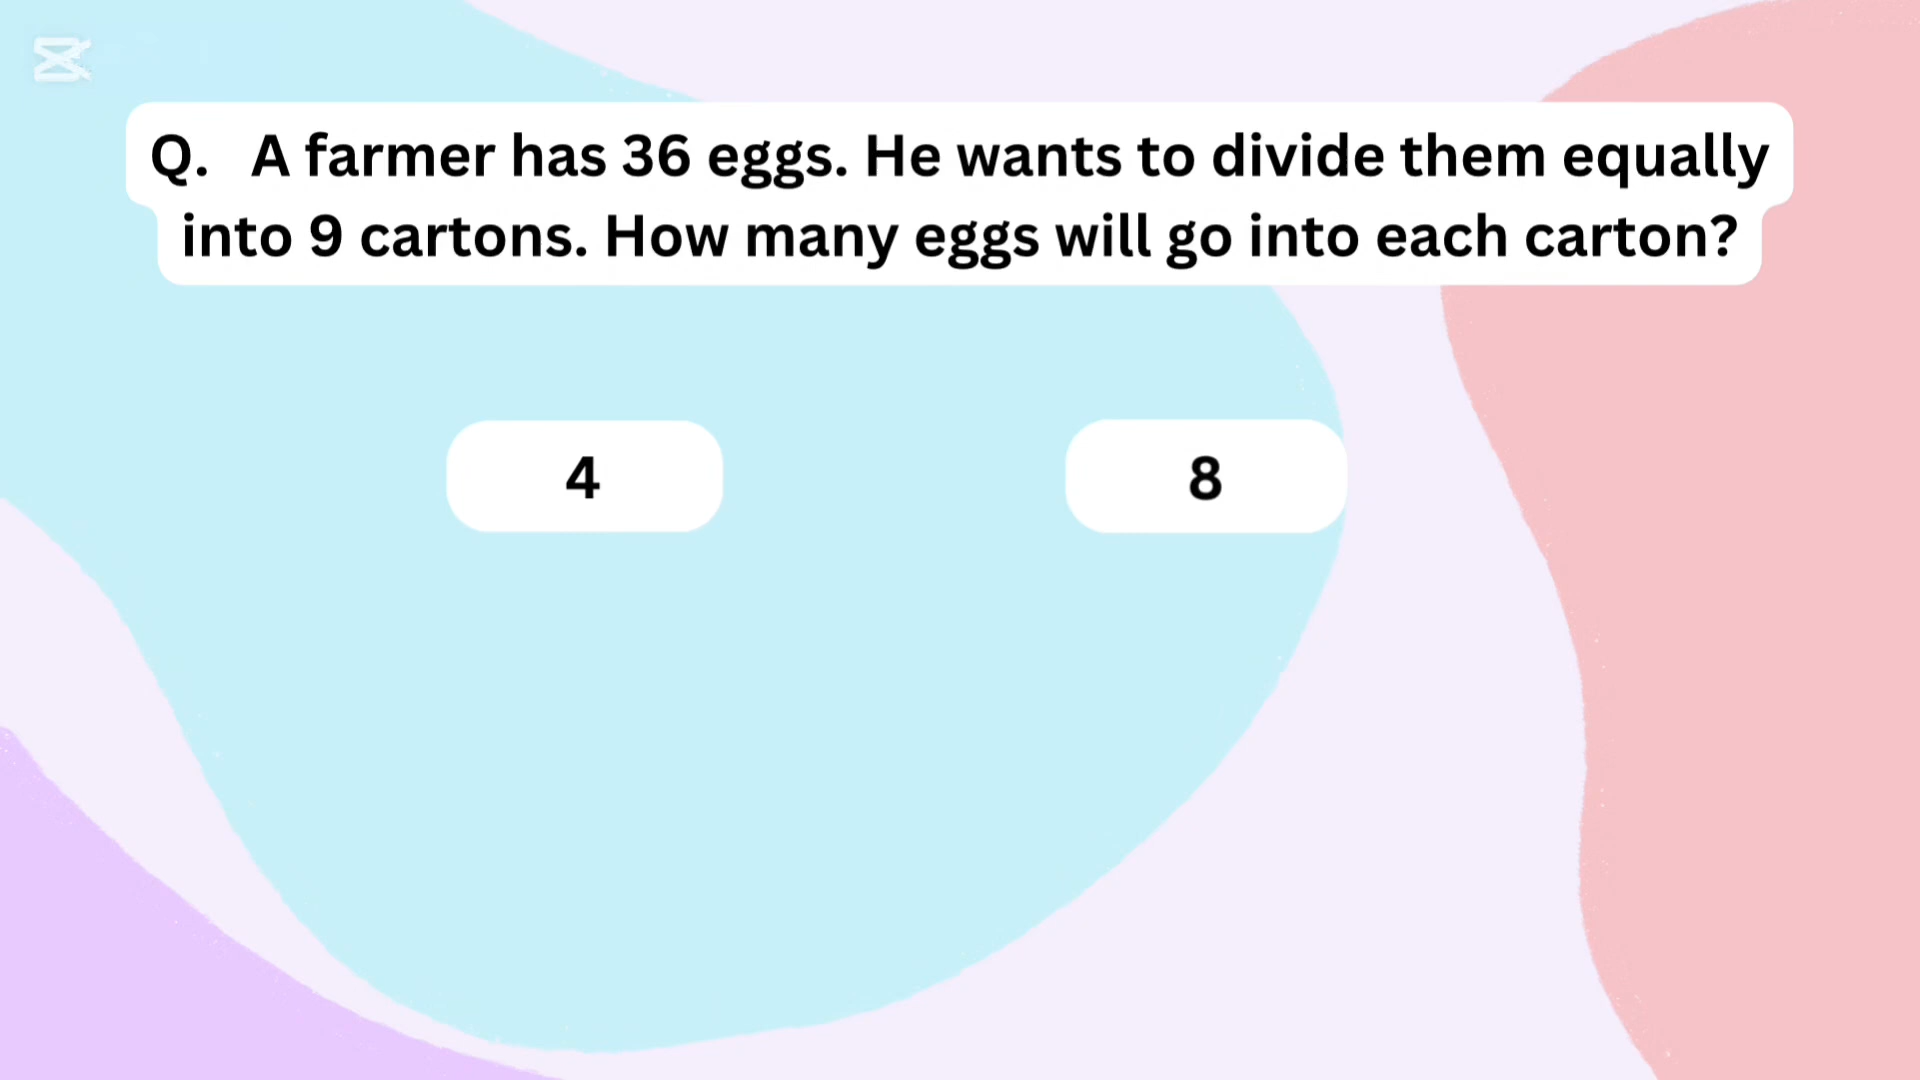 Q. A farmer has 36 eggs. He wants to divide them equally
into 9 cartons. How many eggs will go into each carton?
4
8